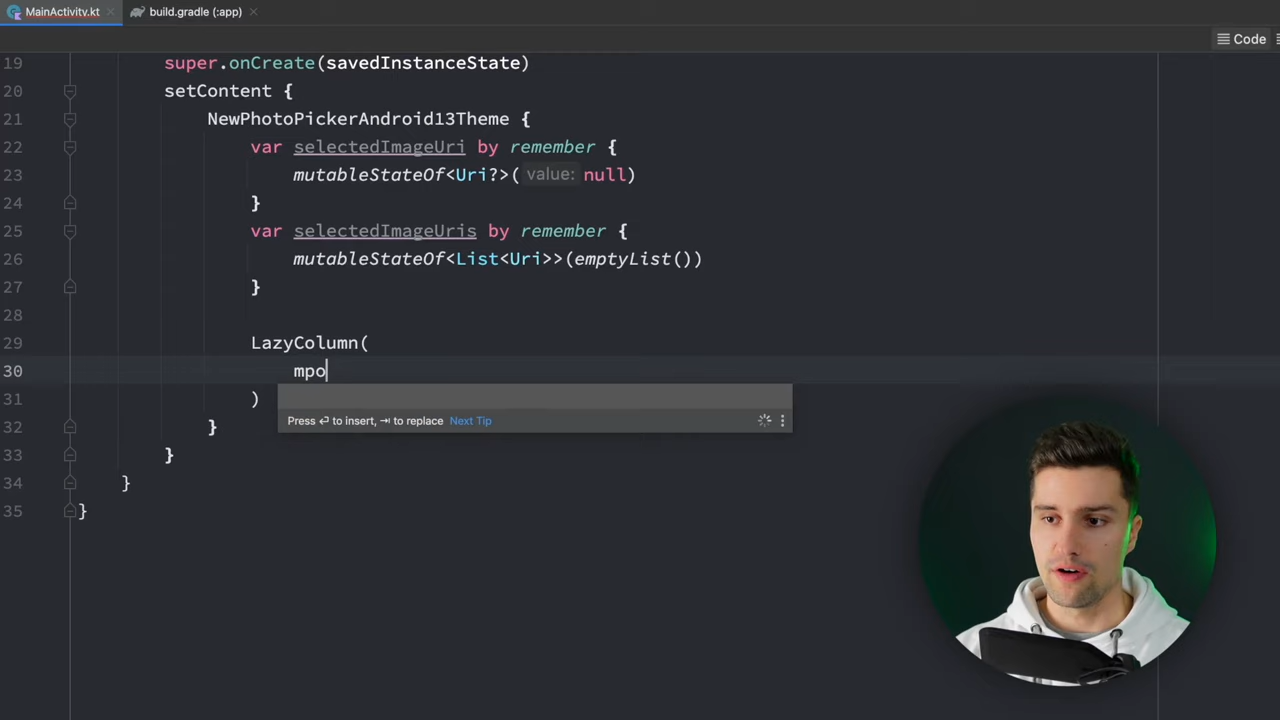 MainActivity.kt
build.gradle (:app)
Code
19 super.onCreate(savedInstanceState)
20 setContent {
21 NewPhotoPickerAndroid13Theme {
22 var selectedImageUri by remember {
23 mutableStateOf<Uri?>( value: null)
24 }
25 var selectedImageUris by remember {
26 mutableStateOf<List<Uri>>(emptyList())
27 }
28
29 LazyColumn(
30 mpo
31 )
Press ⏎ to insert, ⇥ to replace Next Tip
32 }
33 }
34 }
35 }